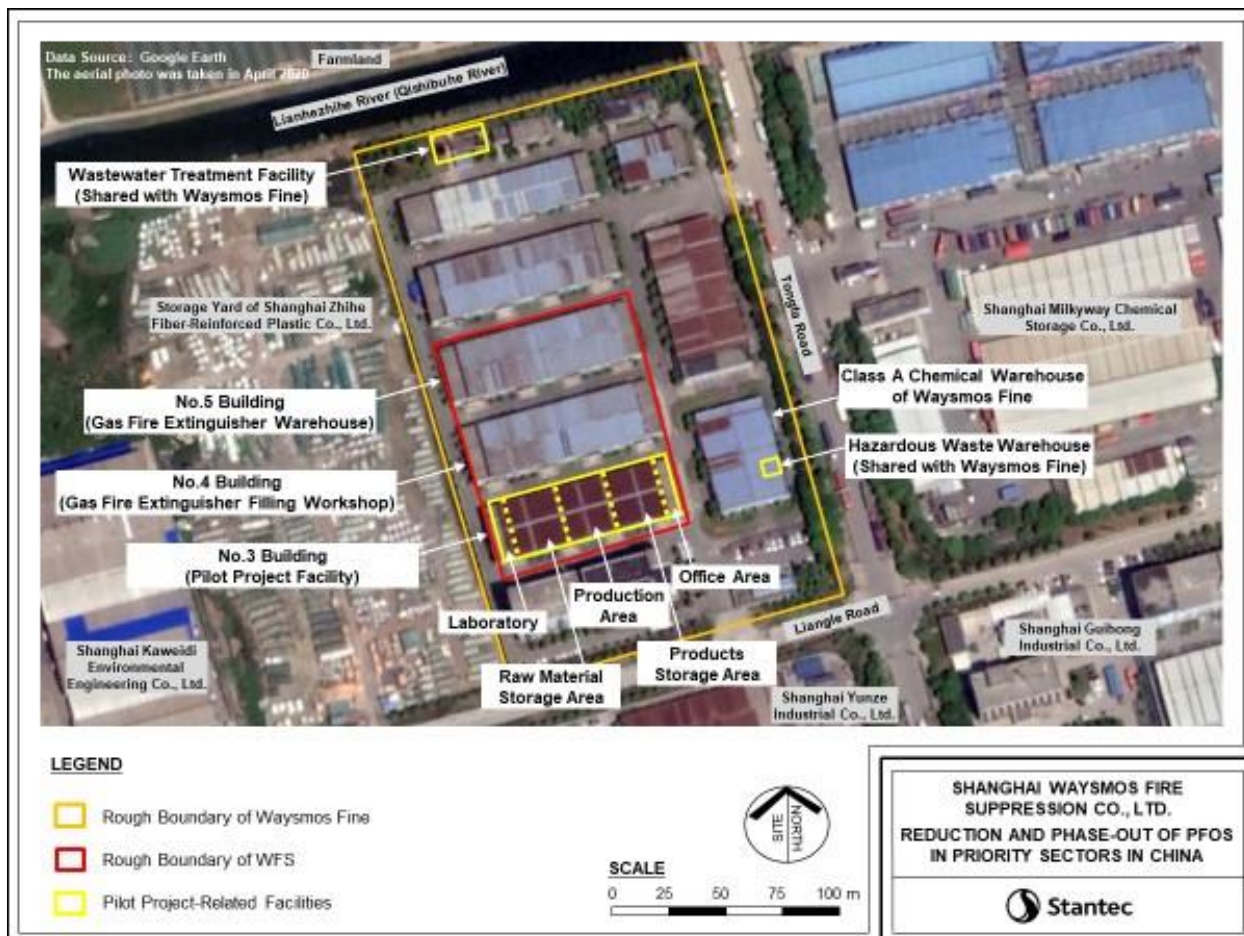 Data Source: Google Earth
The aerial photo was taken in April 2020
Farmland
Lianhezhihe River (Qishibuhe River)
Wastewater Treatment Facility
(Shared with Waysmos Fine)
Storage Yard of Shanghai Zhihe
Fiber-Reinforced Plastic Co., Ltd.
Tongfa Road
Shanghai Milkyway Chemical
Storage Co., Ltd.
Class A Chemical Warehouse
of Waysmos Fine
No.5 Building
(Gas Fire Extinguisher Warehouse)
Hazardous Waste Warehouse
(Shared with Waysmos Fine)
No.4 Building
(Gas Fire Extinguisher Filling Workshop)
No.3 Building
(Pilot Project Facility)
Office Area
Production
Area
Laboratory
Liangle Road
Shanghai Guihong
Industrial Co., Ltd.
Shanghai Kaweidi
Environmental
Engineering Co., Ltd.
Raw Material
Storage Area
Products
Storage Area
Shanghai Yunze
Industrial Co., Ltd.
LEGEND
Rough Boundary of Waysmos Fine
Rough Boundary of WFS
Pilot Project-Related Facilities
SITE
NORTH
SCALE
0 25 50 75 100 m
SHANGHAI WAYSMOS FIRE
SUPPRESSION CO., LTD.
REDUCTION AND PHASE-OUT OF PFOS
IN PRIORITY SECTORS IN CHINA
Stantec